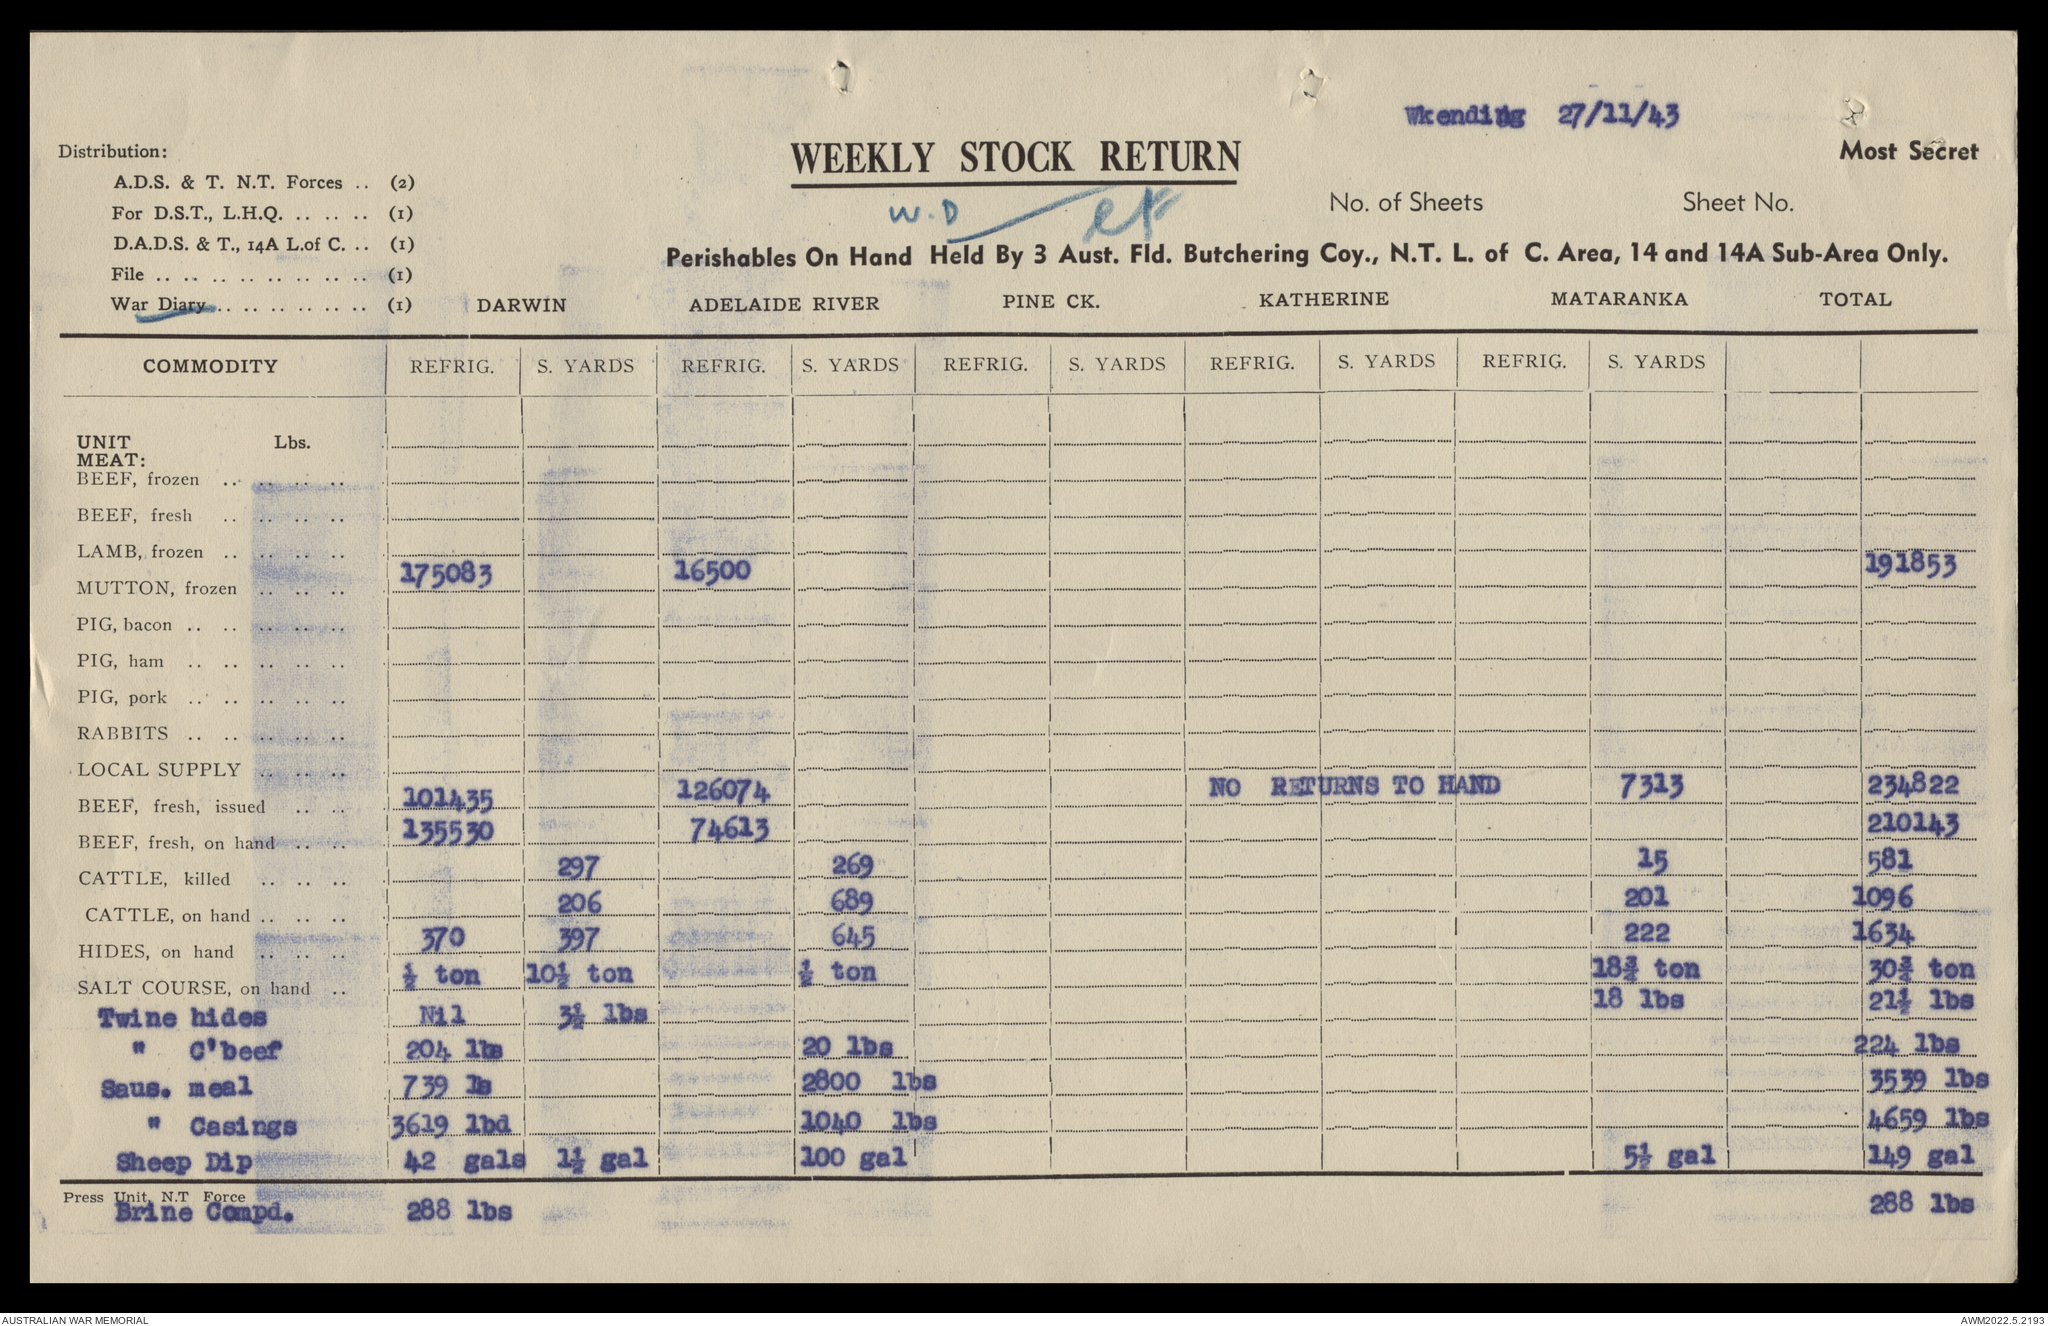 Wkending 27/11/43
Most Secret
WEEKLY STOCK RETURN
Distribution:
A.D.S. & T. N.T. Forces .. (2)
For D.S.T., L.H.Q. .. .. .. (1)
D.A.D.S. & T., 14A L.of C. .. (1)
File .. .. .. .. .. .. .. .. (1)
War Diary .. .. .. .. .. .. (1)
W.D
No. of Sheets Sheet No.
Perishables On Hand Held By 3 Aust. Fld. Butchering Coy., N.T. L. of C. Area, 14 and 14A Sub-Area Only.
DARWIN ADELAIDE RIVER PINE CK. KATHERINE MATARANKA TOTAL
COMMODITY REFRIG. S. YARDS REFRIG. S. YARDS REFRIG. S. YARDS REFRIG. S. YARDS REFRIG. S. YARDS
UNIT Lbs.
MEAT:
BEEF, frozen .. .. .. ..
BEEF, fresh .. .. .. ..
LAMB, frozen .. .. .. ..
MUTTON, frozen .. .. .. 175083 16500 191853
PIG, bacon .. .. .. .. ..
PIG, ham .. .. .. .. ..
PIG, pork .. .. .. .. ..
RABBITS .. .. .. .. ..
LOCAL SUPPLY .. .. ..
BEEF, fresh, issued .. .. 101435 126074 NO RETURNS TO HAND 7313 234822
BEEF, fresh, on hand .. .. 135530 74613 210143
CATTLE, killed .. .. .. 297 269 15 581
CATTLE, on hand .. .. .. 206 689 201 1096
HIDES, on hand .. .. .. 370 397 645 222 1634
SALT COURSE, on hand .. ½ ton 10½ ton ½ ton 18¾ ton 30¾ ton
Twine hides Nil 3½ lbs 18 lbs 21½ lbs
" C'beef 204 lbs 20 lbs 224 lbs
Saus. meal 739 ls 2800 lbs 3539 lbs
" Casings 3619 lbd 1040 lbs 4659 lbs
Sheep Dip 42 gals 1½ gal 100 gal 5½ gal 149 gal
Press Unit, N.T Force
Brine Compd. 288 lbs 288 lbs
AUSTRALIAN WAR MEMORIAL AWM2022.5.2193